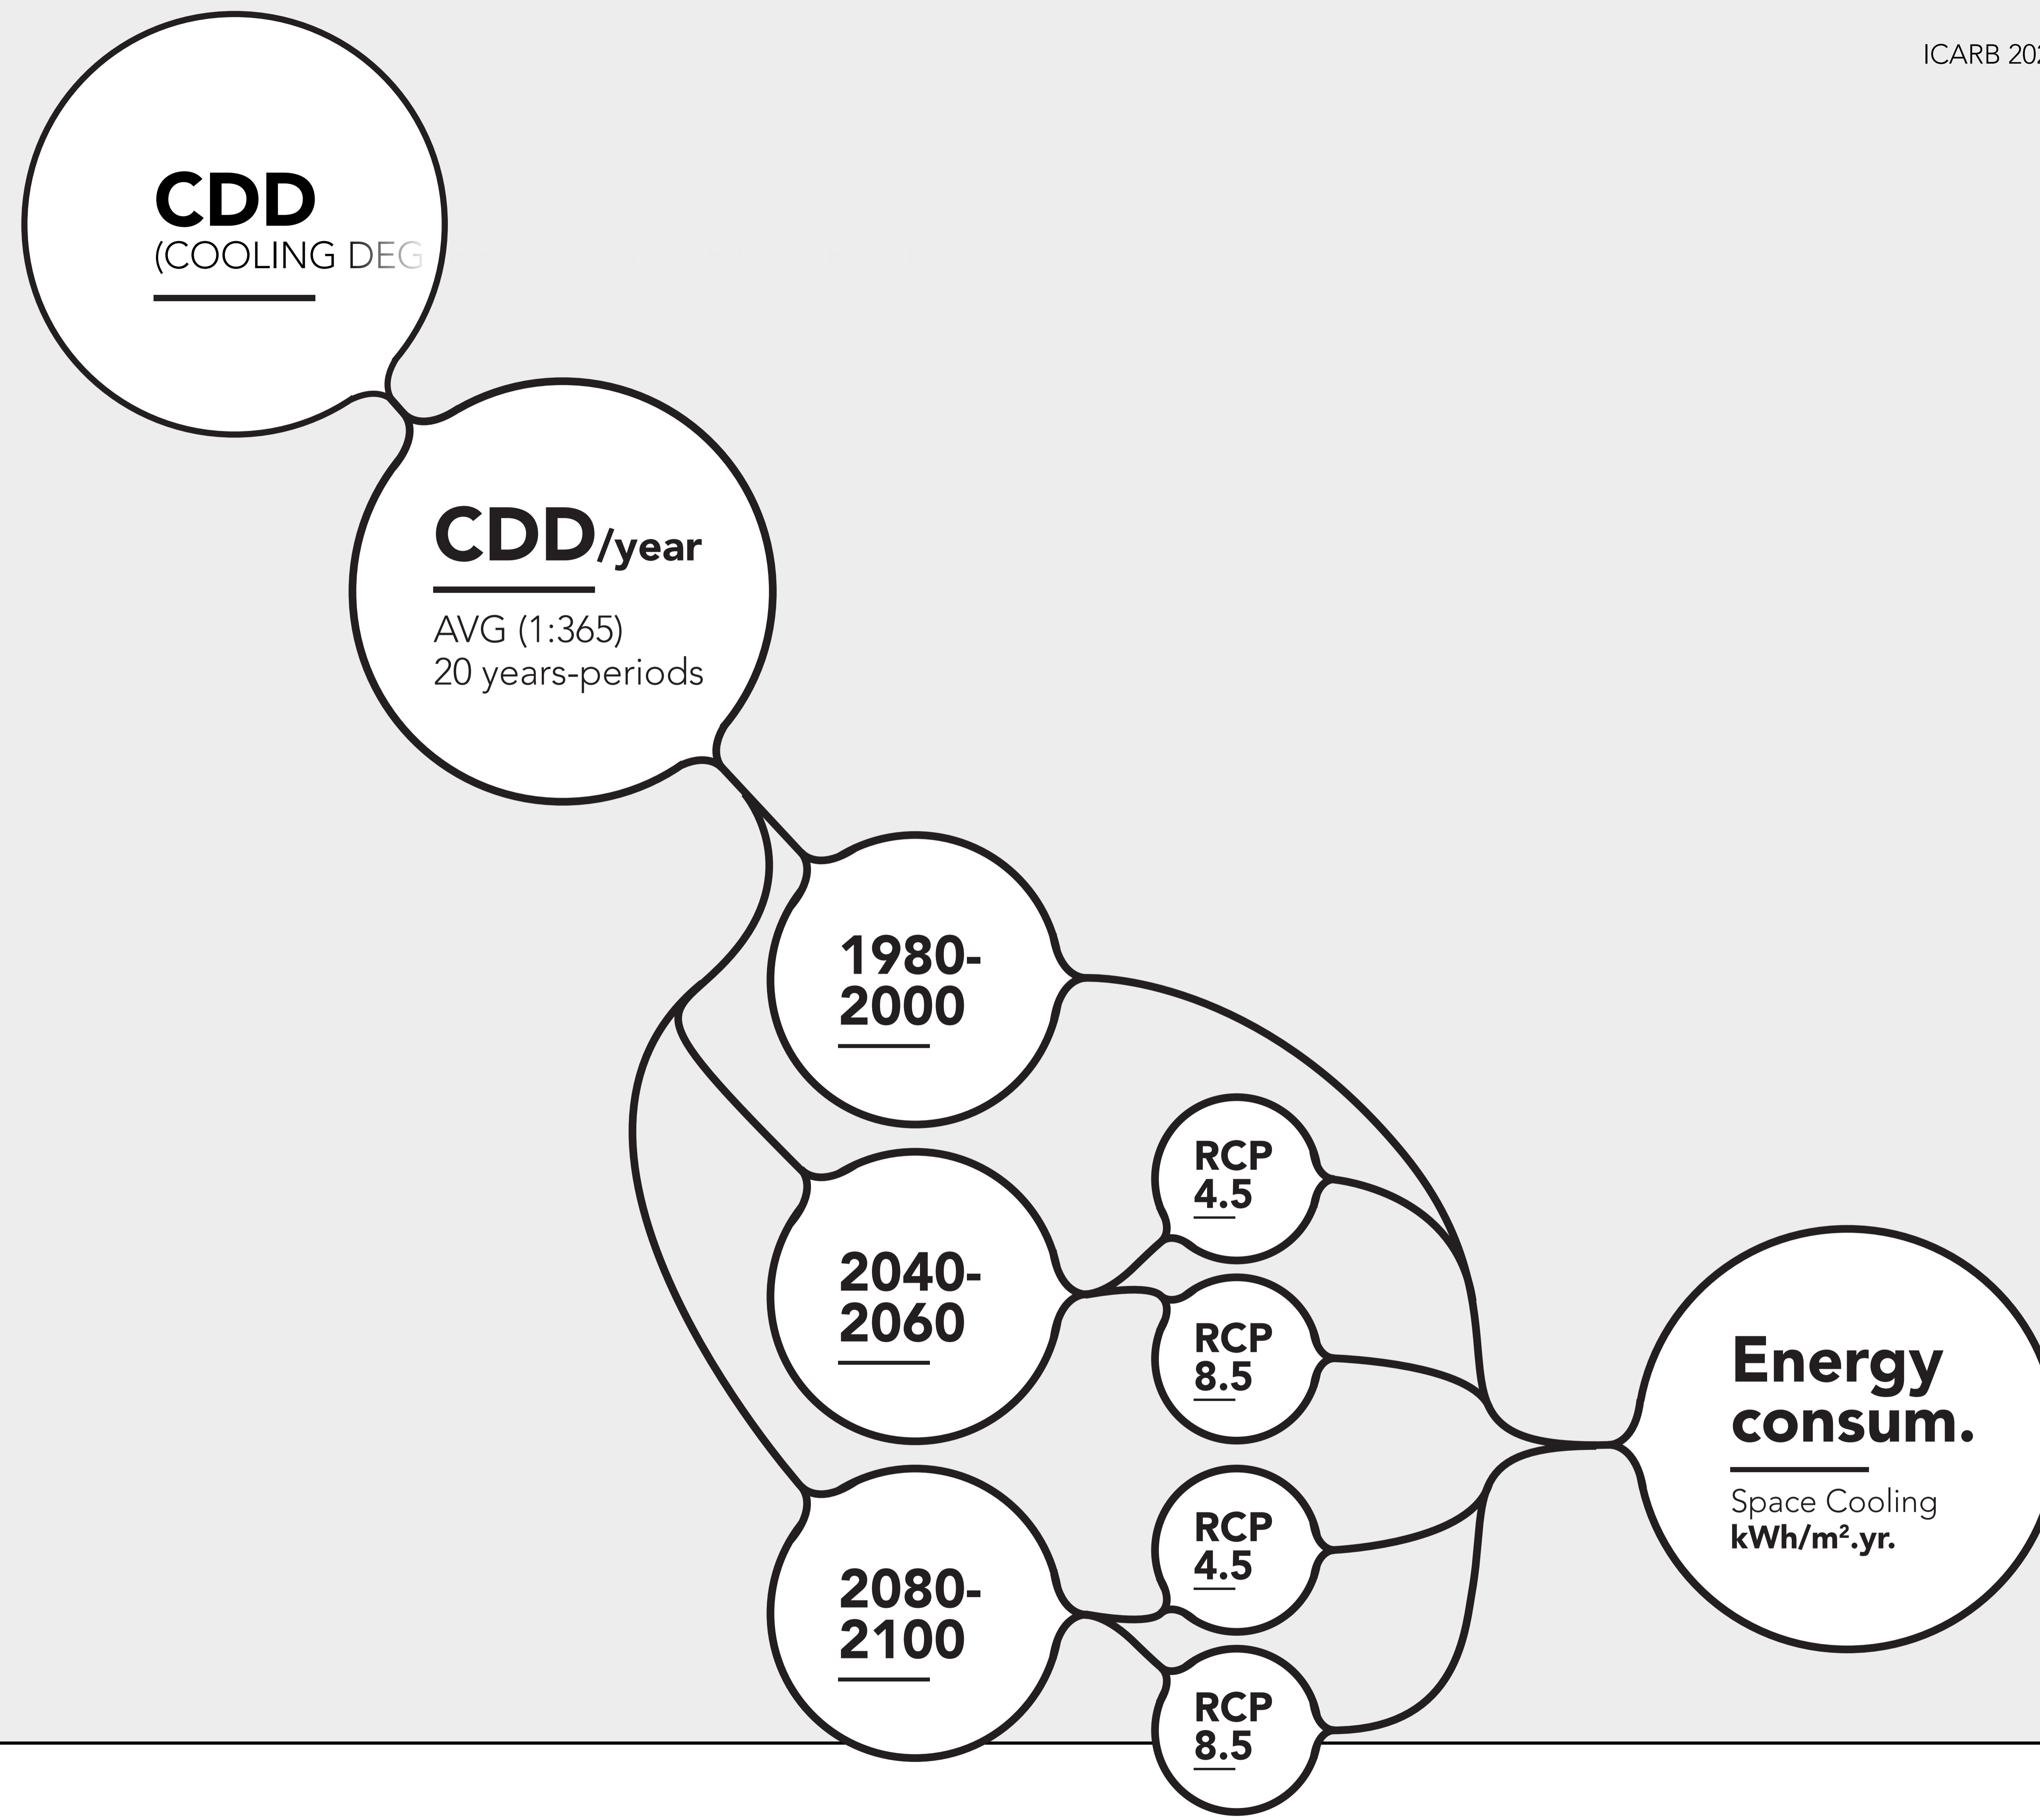 ICARB 202
CDD
(COOLING DEG
CDD/year
AVG (1:365)
20 years-periods
1980-
2000
RCP
4.5
2040-
2060
RCP
8.5
Energy
consum.
Space Cooling
kWh/m².yr.
RCP
4.5
2080-
2100
RCP
8.5